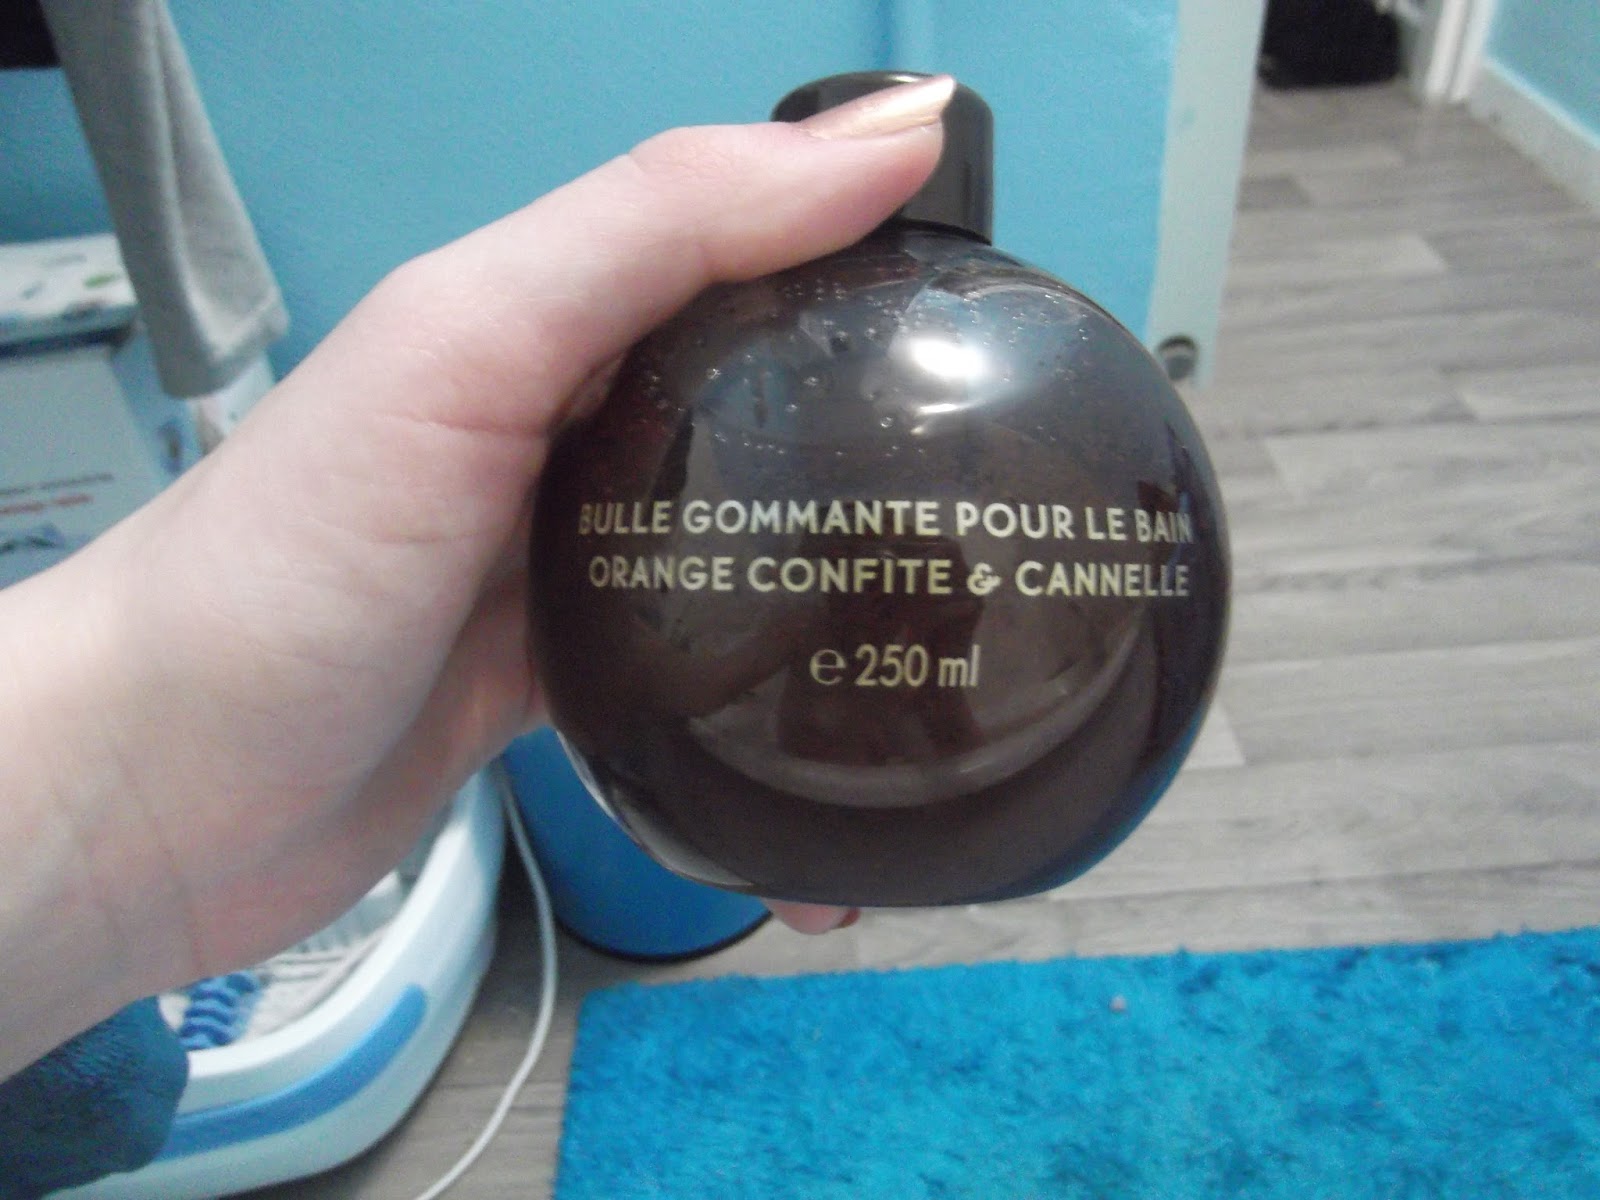 BULLE GOMMANTE POUR LE BAIN
ORANGE CONFITE & CANNELLE
℮ 250 ml